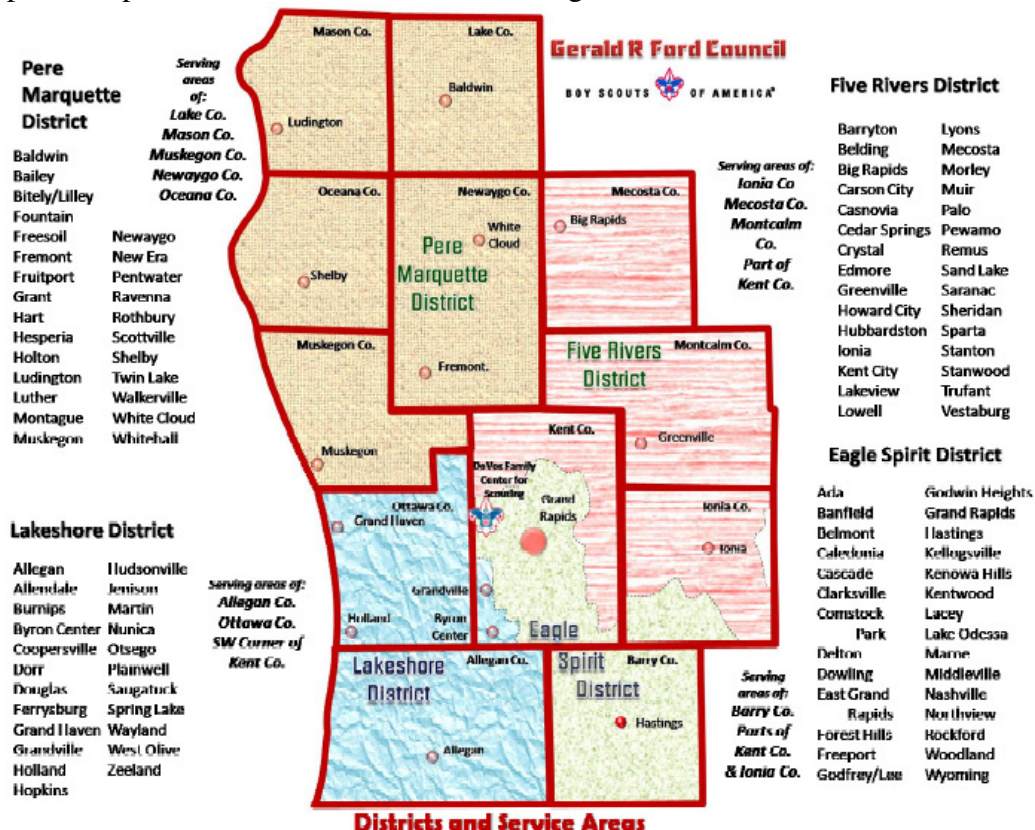 Gerald R Ford Council
BOY SCOUTS OF AMERICA®
Pere
Marquette
District
Baldwin
Bailey
Bitely/Lilley
Fountain
Freesoil
Fremont
Fruitport
Grant
Hart
Hesperia
Holton
Ludington
Luther
Montague
Muskegon
Newaygo
New Era
Pentwater
Ravenna
Rothbury
Scottville
Shelby
Twin Lake
Walkerville
White Cloud
Whitehall
Serving
areas
of:
Lake Co.
Mason Co.
Muskegon Co.
Newaygo Co.
Oceana Co.
Mason Co.
Lake Co.
Baldwin
Ludington
Oceana Co.
Newaygo Co.
Mecosta Co.
White
Cloud
Big Rapids
Pere
Marquette
District
Shelby
Muskegon Co.
Fremont.
Five Rivers
District
Montcalm Co.
Muskegon
Kent Co.
Greenville
DeVos Family
Center for
Scouting
Grand
Rapids
Ottawa Co.
Grand Haven
Ionia Co.
Ionia
Grandville
Holland
Byron
Center
Eagle
Spirit
District
Lakeshore
District
Allegan Co.
Barry Co.
Hastings
Allegan
Serving areas of:
Ionia Co
Mecosta Co.
Montcalm
Co.
Part of
Kent Co.
Five Rivers District
Barryton
Belding
Big Rapids
Carson City
Casnovia
Cedar Springs
Crystal
Edmore
Greenville
Howard City
Hubbardston
Ionia
Kent City
Lakeview
Lowell
Lyons
Mecosta
Morley
Muir
Palo
Pewamo
Remus
Sand Lake
Saranac
Sheridan
Sparta
Stanton
Stanwood
Trufant
Vestaburg
Lakeshore District
Allegan
Allendale
Burnips
Byron Center
Coopersville
Dorr
Douglas
Ferrysburg
Grand Haven
Grandville
Holland
Hopkins
Hudsonville
Jenison
Martin
Nunica
Otsego
Plainwell
Saugatuck
Spring Lake
Wayland
West Olive
Zeeland
Serving areas of:
Allegan Co.
Ottawa Co.
SW Corner of
Kent Co.
Eagle Spirit District
Ada
Banfield
Belmont
Caledonia
Cascade
Clarksville
Comstock
Park
Delton
Dowling
East Grand
Rapids
Forest Hills
Freeport
Godfrey/Lee
Godwin Heights
Grand Rapids
Hastings
Kellogsville
Kenowa Hills
Kentwood
Lacey
Lake Odessa
Marne
Middleville
Nashville
Northview
Rockford
Woodland
Wyoming
Serving
areas of:
Barry Co.
Parts of
Kent Co.
& Ionia Co.
Districts and Service Areas